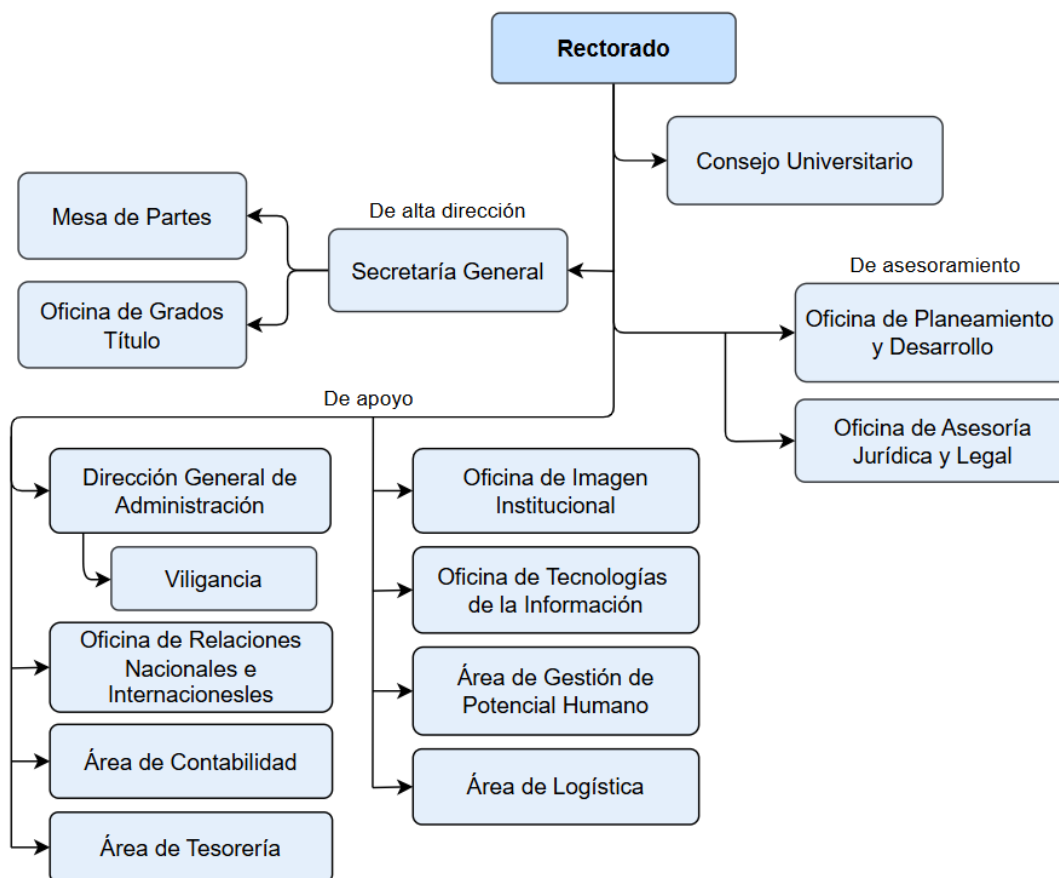 Rectorado
Consejo Universitario
Mesa de Partes
De alta dirección
Secretaría General
Oficina de Grados
Título
De asesoramiento
Oficina de Planeamiento
y Desarrollo
Oficina de Asesoría
Jurídica y Legal
De apoyo
Dirección General de
Administración
Viligancia
Oficina de Relaciones
Nacionales e
Internacionesles
Área de Contabilidad
Área de Tesorería
Oficina de Imagen
Institucional
Oficina de Tecnologías
de la Información
Área de Gestión de
Potencial Humano
Área de Logística